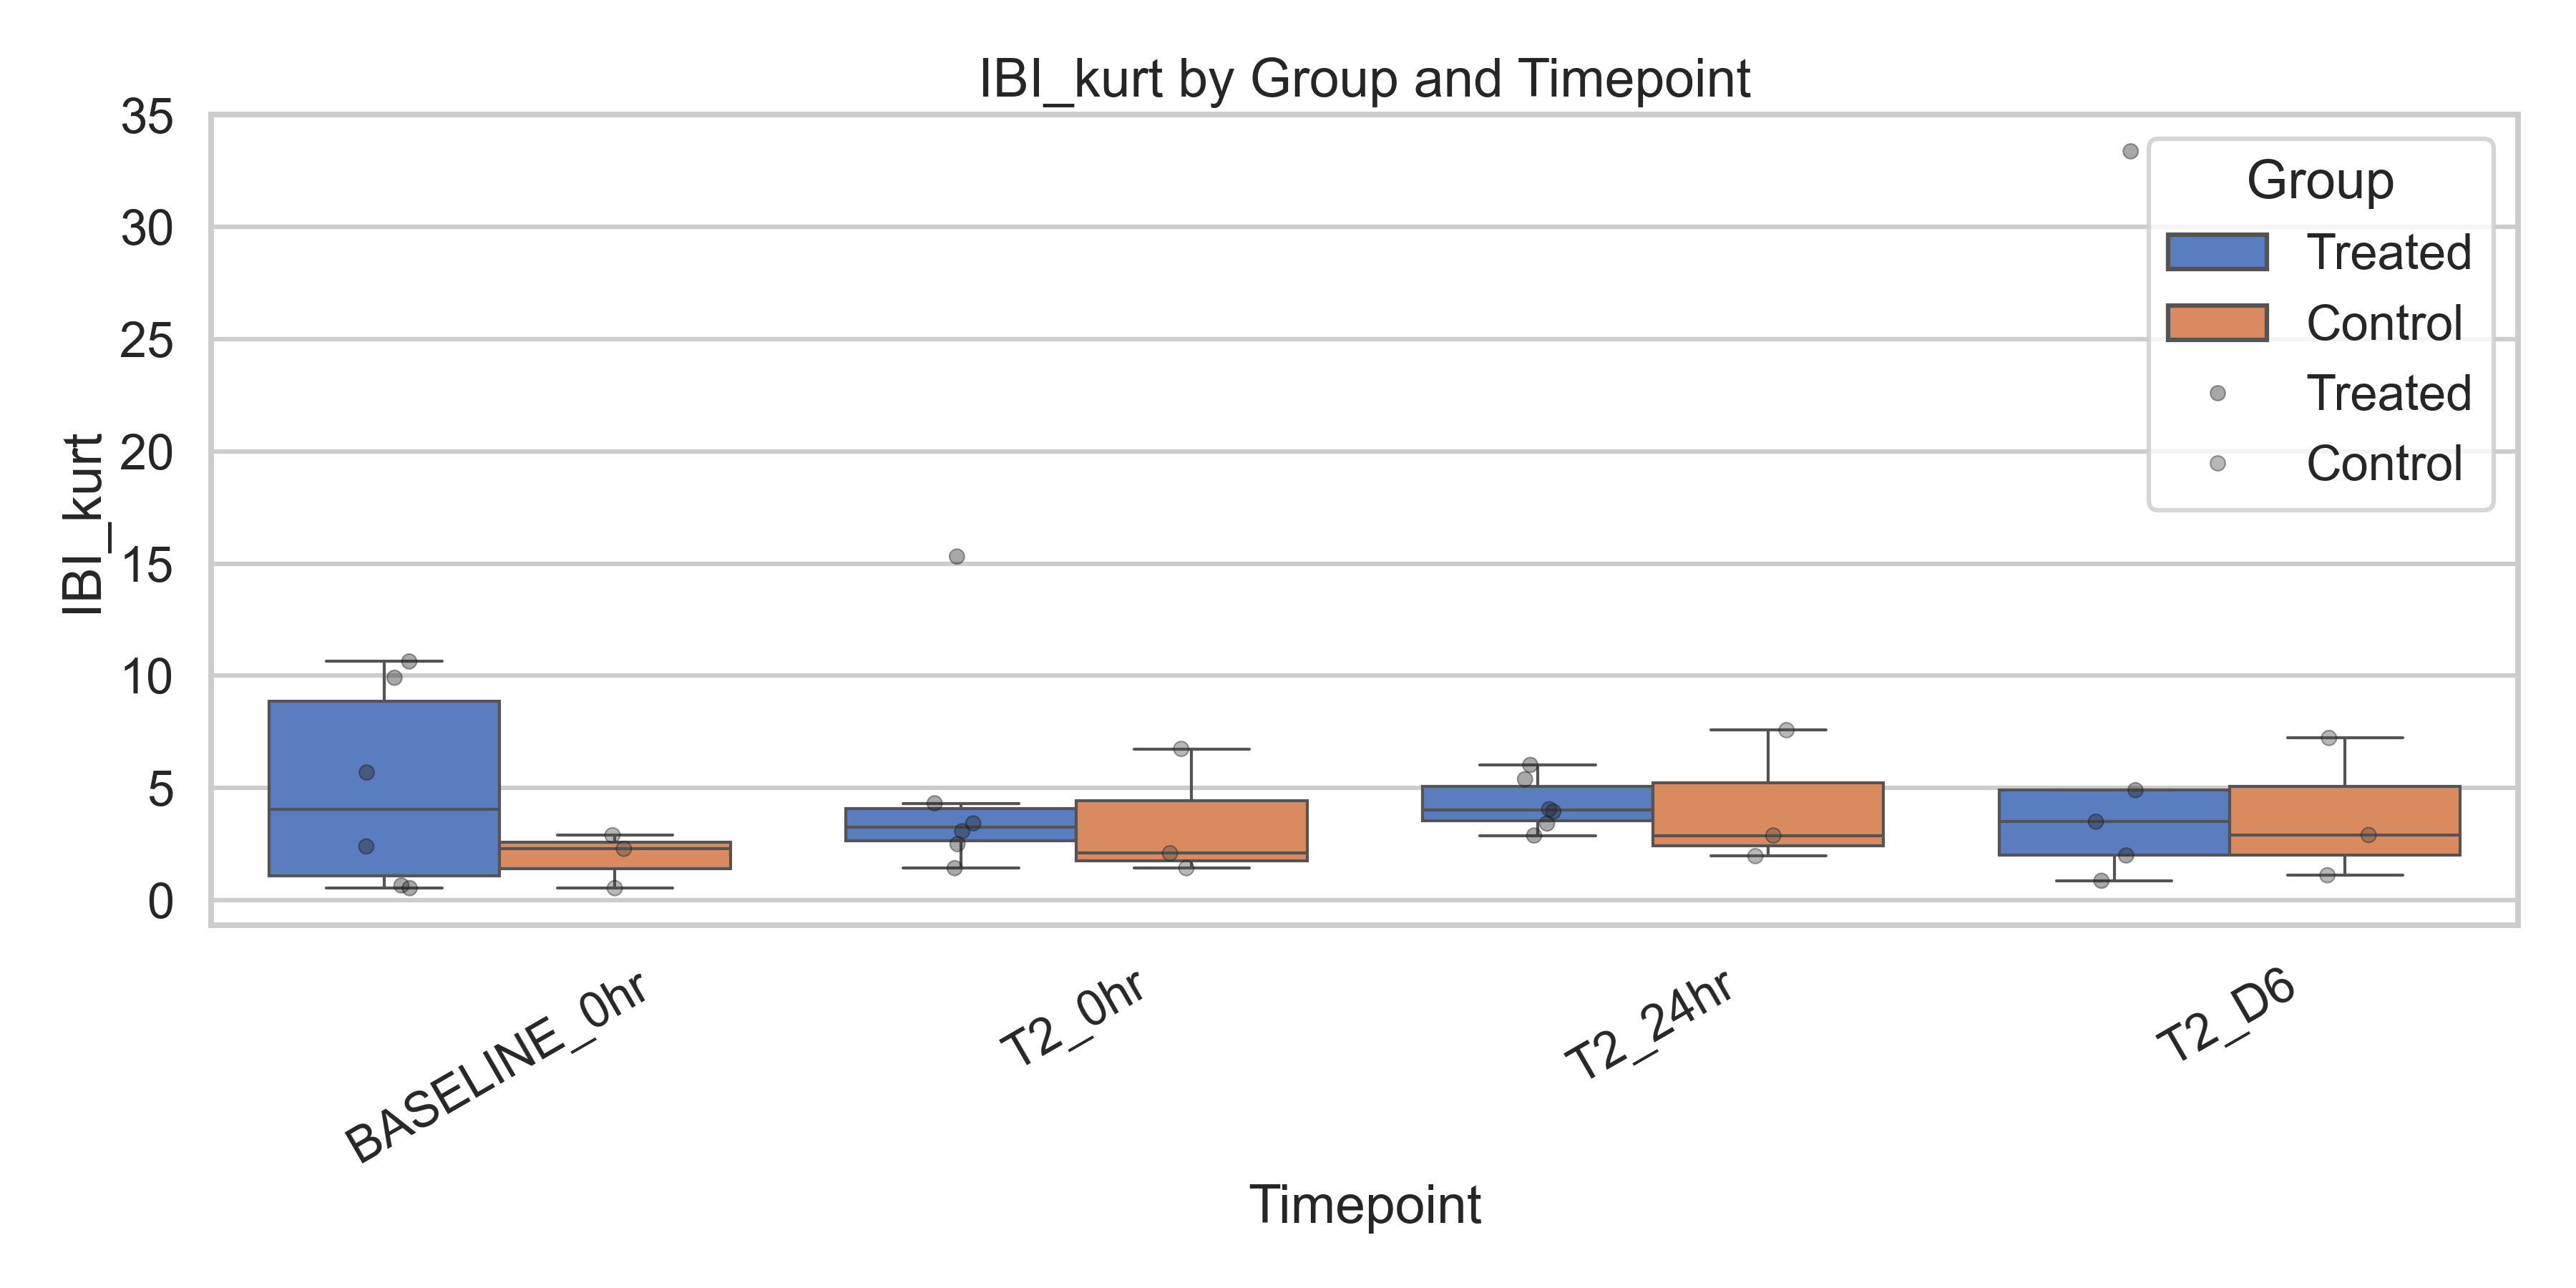 IBI_kurt by Group and Timepoint
35
30
25
20
15
10
5
0
IBI_kurt
Group
Treated
Control
Treated
Control
BASELINE_0hr
T2_0hr
T2_24hr
T2_D6
Timepoint